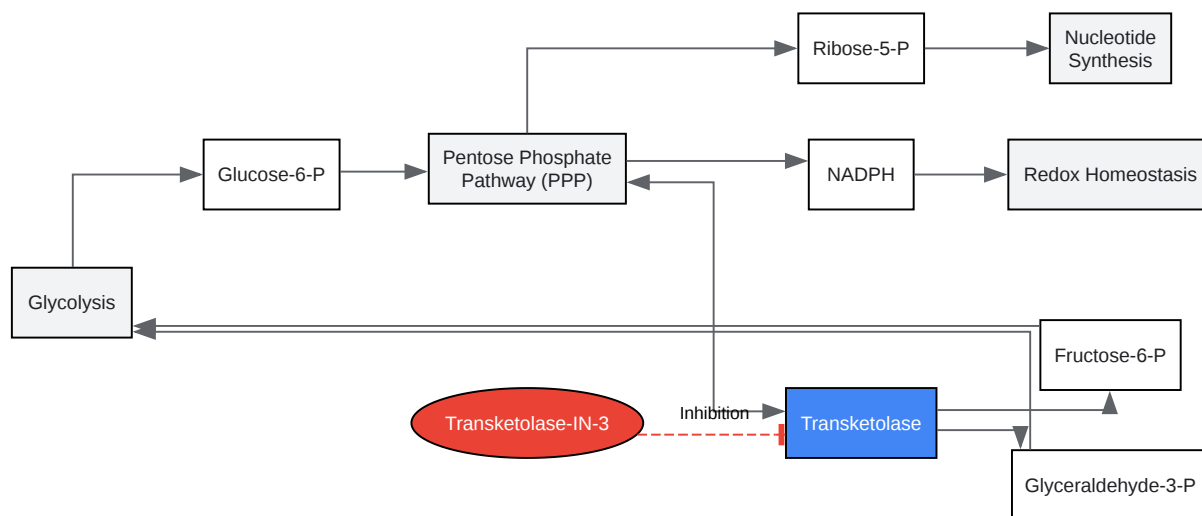 Ribose-5-P
Nucleotide
Synthesis
Glucose-6-P
Pentose Phosphate
Pathway (PPP)
NADPH
Redox Homeostasis
Glycolysis
Fructose-6-P
Transketolase-IN-3
Inhibition
Transketolase
Glyceraldehyde-3-P